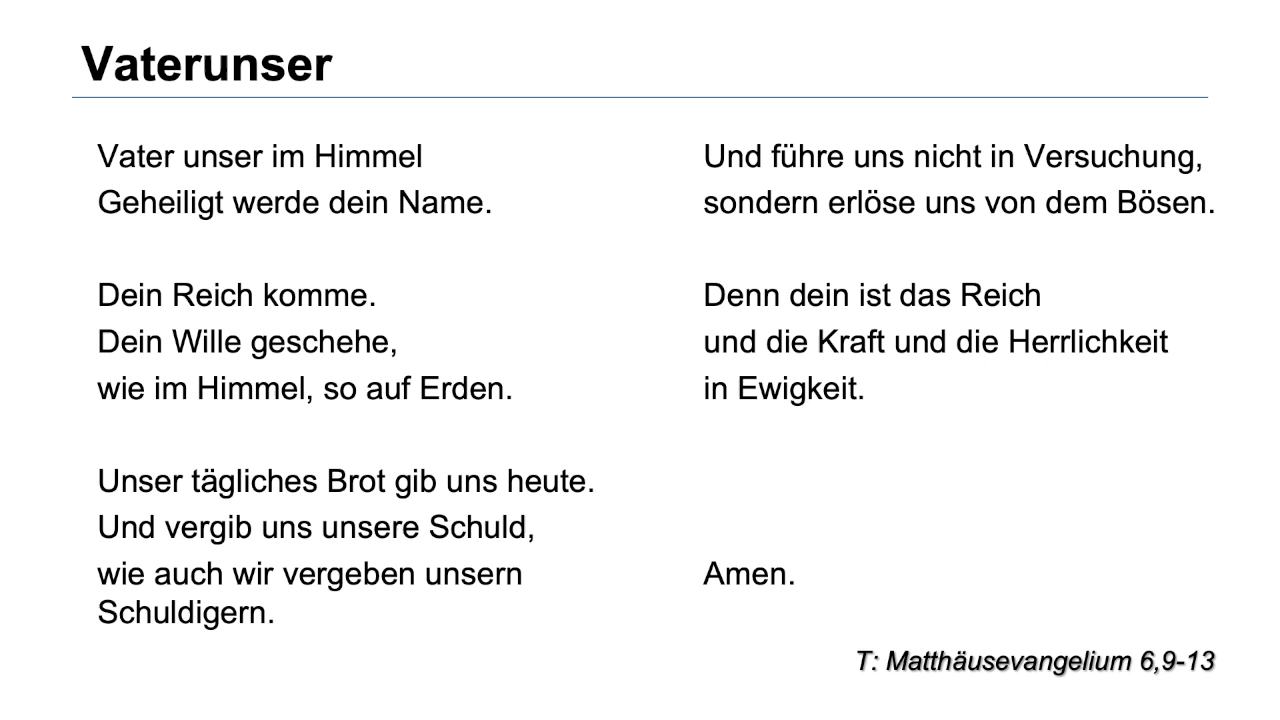 Vaterunser
Vater unser im Himmel
Geheiligt werde dein Name.
Dein Reich komme.
Dein Wille geschehe,
wie im Himmel, so auf Erden.
Unser tägliches Brot gib uns heute.
Und vergib uns unsere Schuld,
wie auch wir vergeben unsern
Schuldigern.
Und führe uns nicht in Versuchung,
sondern erlöse uns von dem Bösen.
Denn dein ist das Reich
und die Kraft und die Herrlichkeit
in Ewigkeit.
Amen.
T: Matthäusevangelium 6,9-13